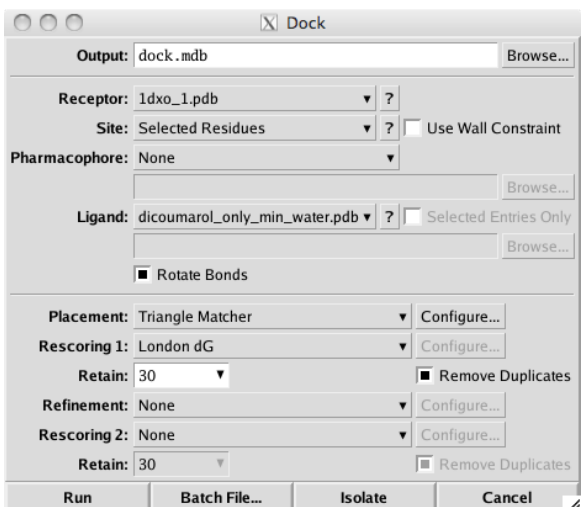 Dock
Output: dock.mdb Browse...
Receptor: 1dxo_1.pdb ?
Site: Selected Residues ? Use Wall Constraint
Pharmacophore: None
Browse...
Ligand: dicoumarol_only_min_water.pdb ? Selected Entries Only
Browse...
Rotate Bonds
Placement: Triangle Matcher Configure...
Rescoring 1: London dG Configure...
Retain: 30 Remove Duplicates
Refinement: None Configure...
Rescoring 2: None Configure...
Retain: 30 Remove Duplicates
Run Batch File... Isolate Cancel